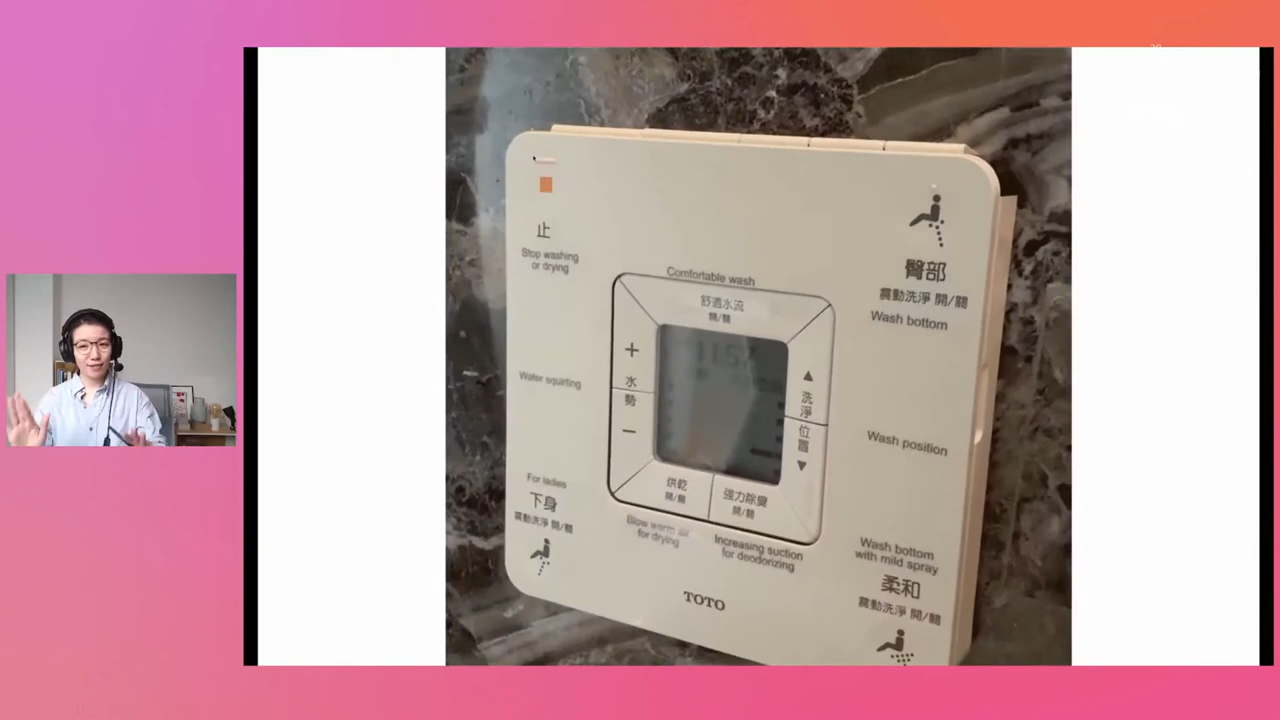 止
Stop washing
or drying
臀部
震動洗淨 開/關
Wash bottom
Comfortable wash
舒適水流
開/關
+
水
勢
−
Water squirting
11:57
▲
洗
淨
位
置
▼
Wash position
For ladies
下身
震動洗淨 開/關
烘乾
開/關
強力除臭
開/關
Blow warm air
for drying
Increasing suction
for deodorizing
Wash bottom
with mild spray
柔和
震動洗淨 開/關
TOTO